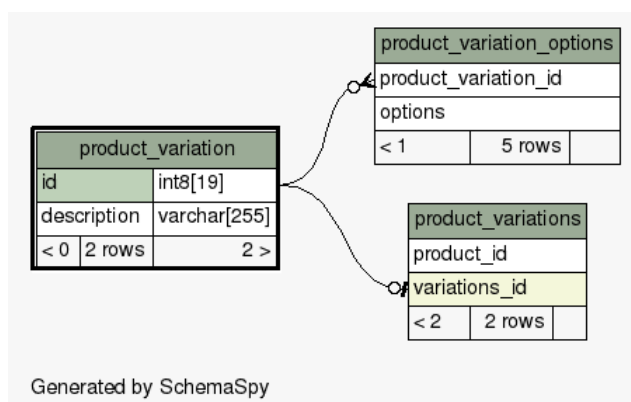 product_variation
id int8[19]
description varchar[255]
< 0 2 rows 2 >
product_variation_options
product_variation_id
options
< 1 5 rows
product_variations
product_id
variations_id
< 2 2 rows
Generated by SchemaSpy